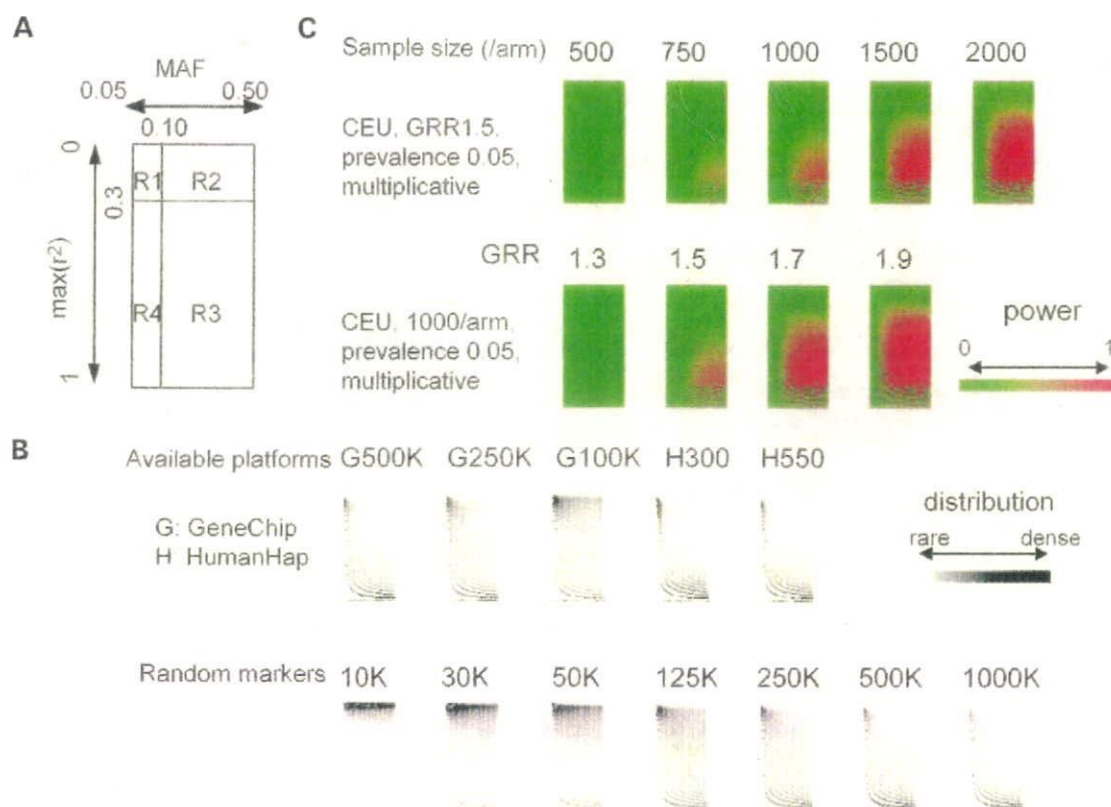 A
MAF
0.05 0.50
0.10
0
0.3
R1 R2
max(r²)
R4 R3
1
C
Sample size (/arm) 500 750 1000 1500 2000
CEU, GRR1.5,
prevalence 0.05,
multiplicative
GRR 1.3 1.5 1.7 1.9
CEU, 1000/arm,
prevalence 0.05,
multiplicative
power
0 1
B
Available platforms G500K G250K G100K H300 H550
G: GeneChip
H HumanHap
distribution
rare dense
Random markers 10K 30K 50K 125K 250K 500K 1000K